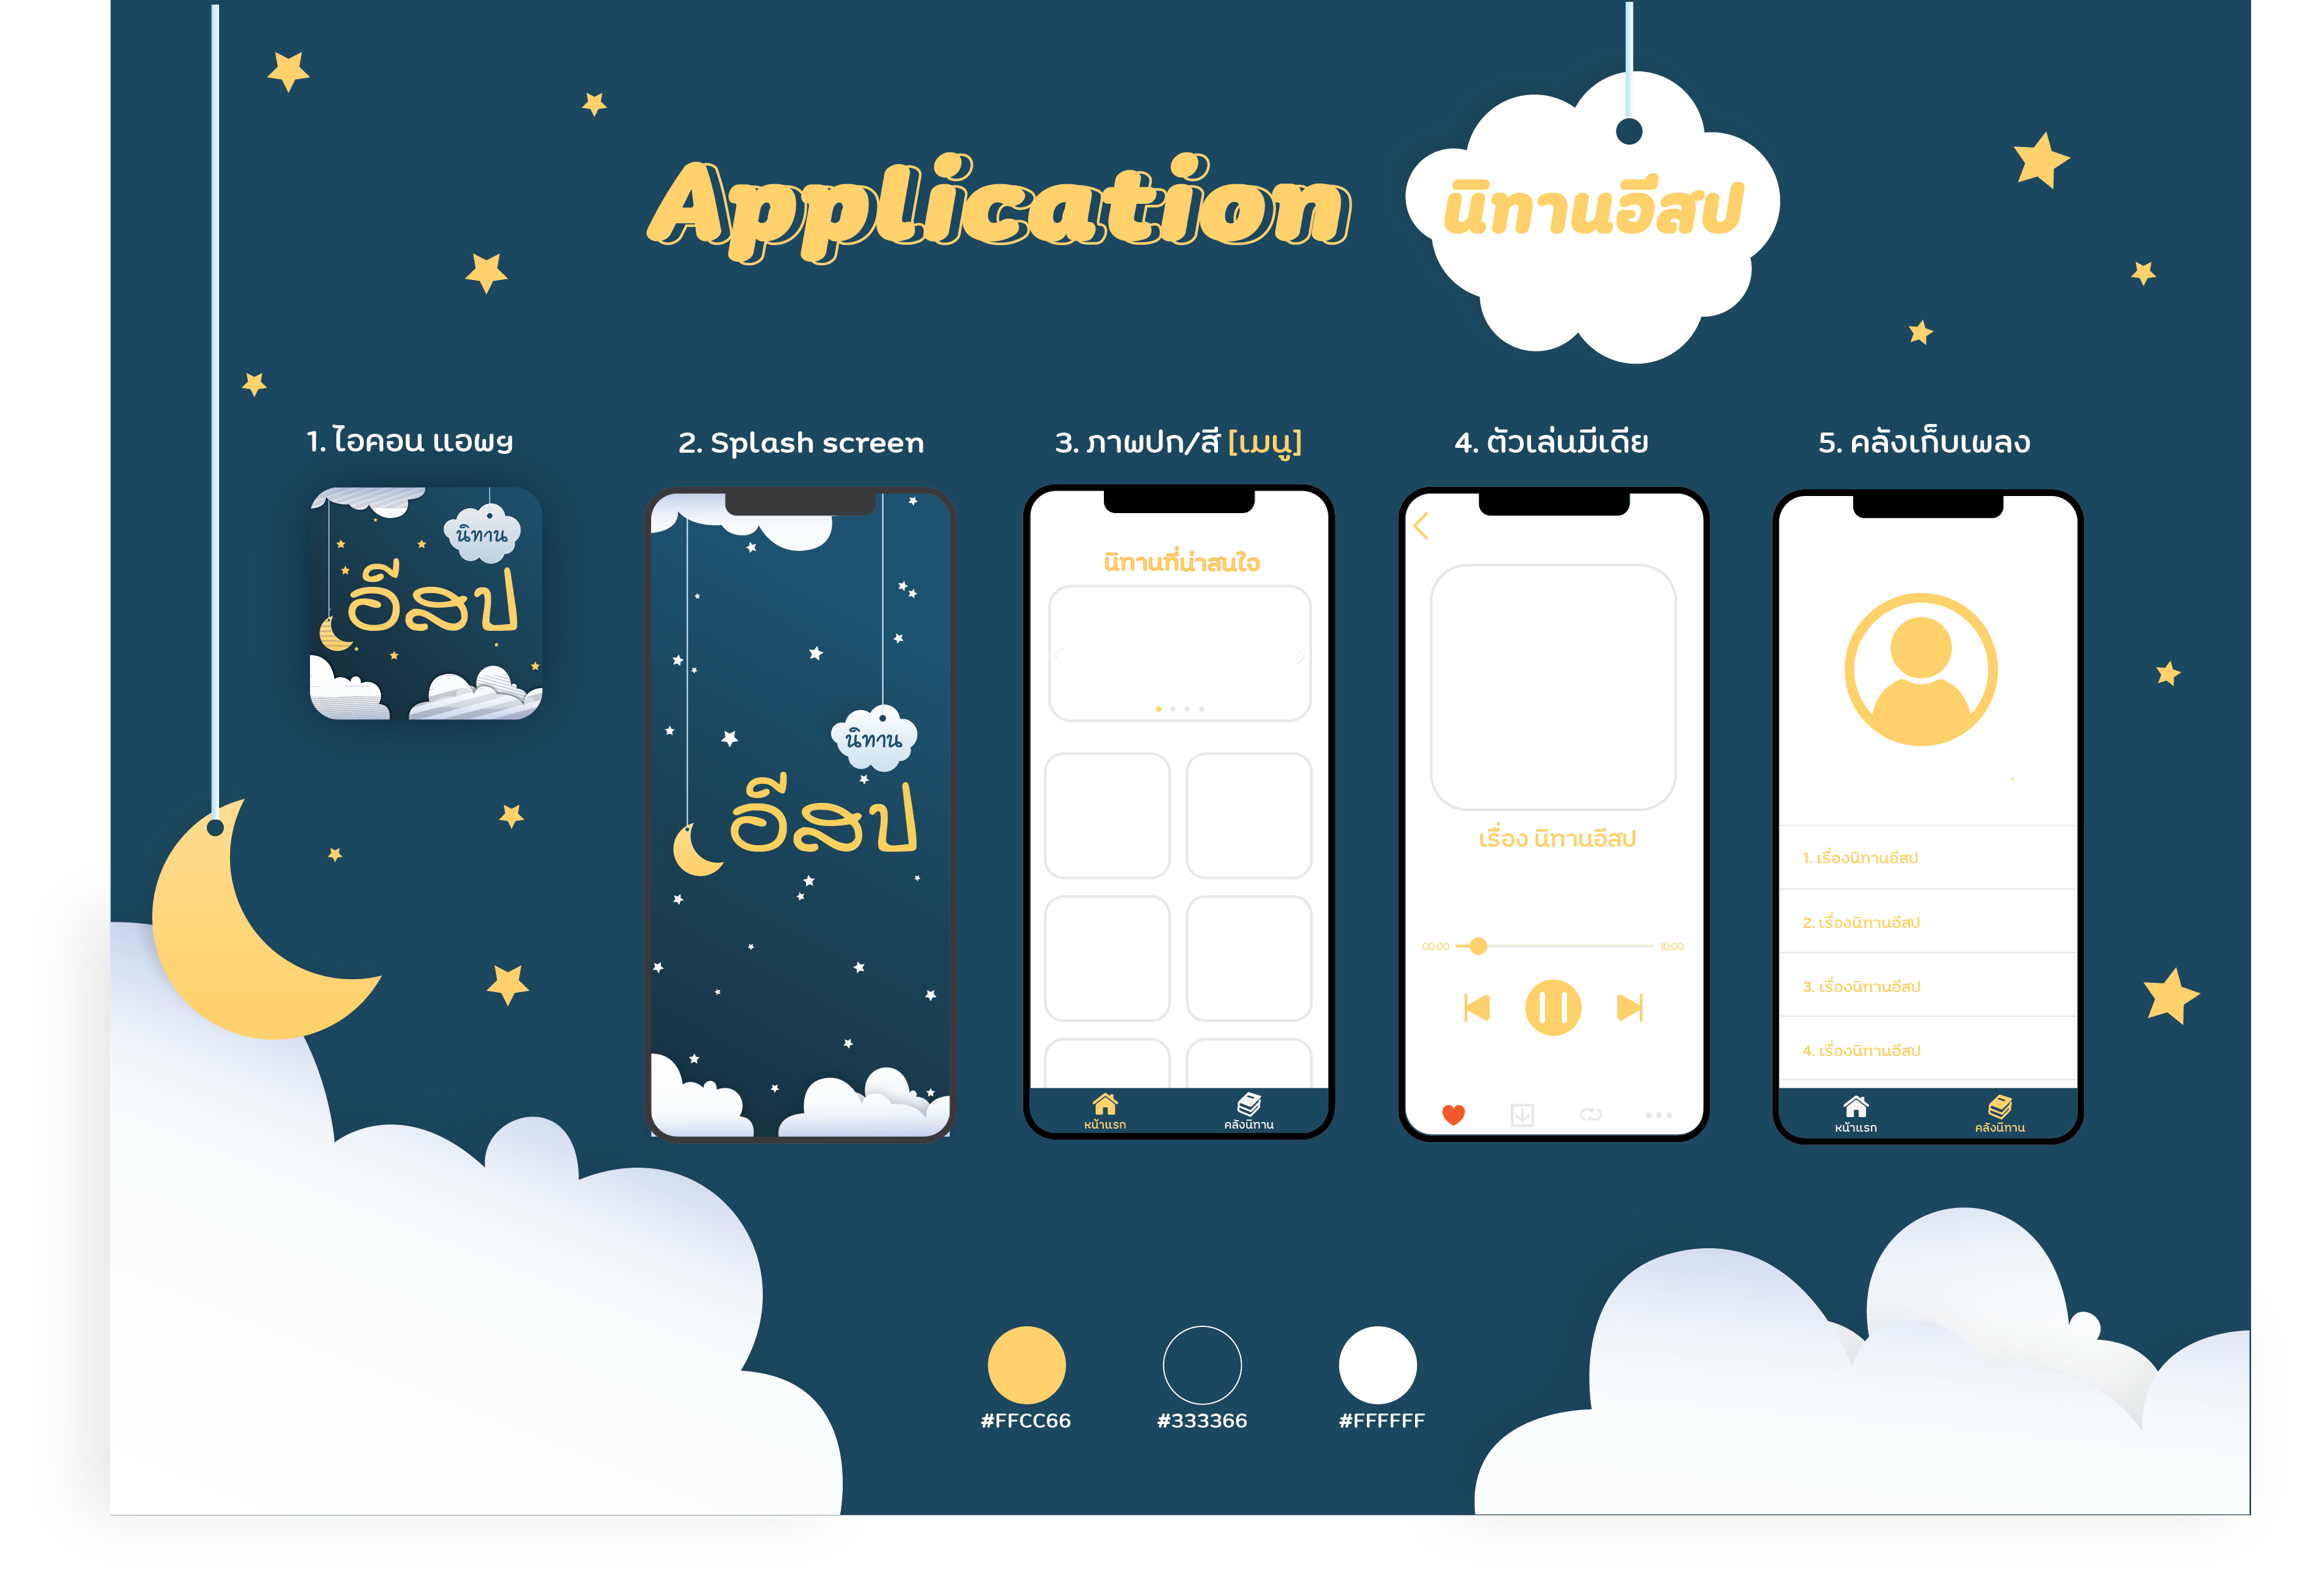 Application
นิทานอีสป
1. ไอคอน แอพฯ
2. Splash screen
3. ภาพปก/สี [เมนู]
4. ตัวเล่นมีเดีย
5. คลังเก็บเพลง
นิทาน
อี๊สป
นิทาน
อี๊สป
นิทานที่น่าสนใจ
หน้าแรก
คลังนิทาน
เรื่อง นิทานอีสป
00:00
10:00
1. เรื่องนิทานอีสป
2. เรื่องนิทานอีสป
3. เรื่องนิทานอีสป
4. เรื่องนิทานอีสป
หน้าแรก
คลังนิทาน
#FFCC66
#333366
#FFFFFF